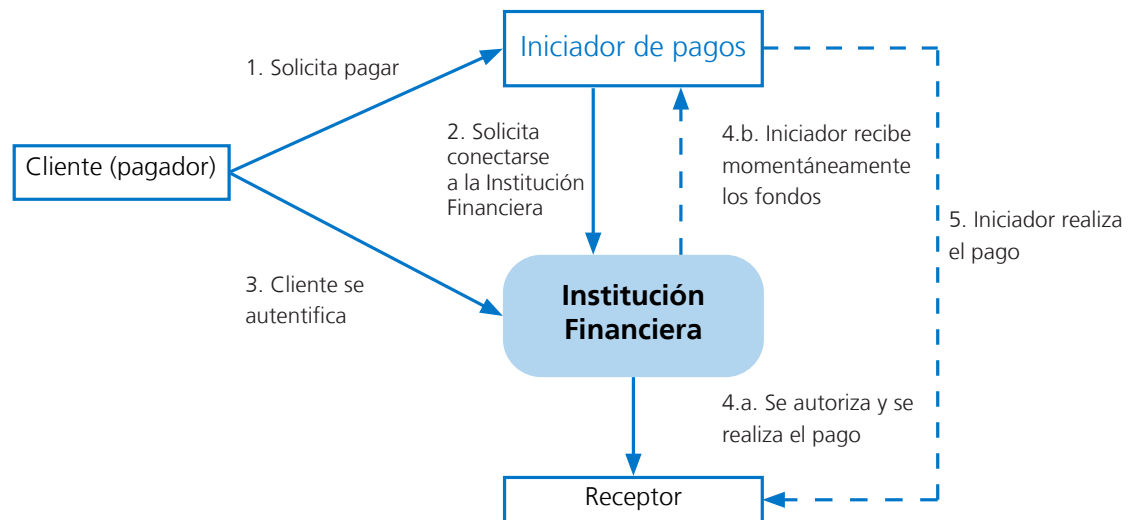 Iniciador de pagos
1. Solicita pagar
Cliente (pagador)
2. Solicita
conectarse
a la Institución
Financiera
4.b. Iniciador recibe
momentáneamente
los fondos
5. Iniciador realiza
el pago
3. Cliente se
autentifica
Institución
Financiera
4.a. Se autoriza y se
realiza el pago
Receptor